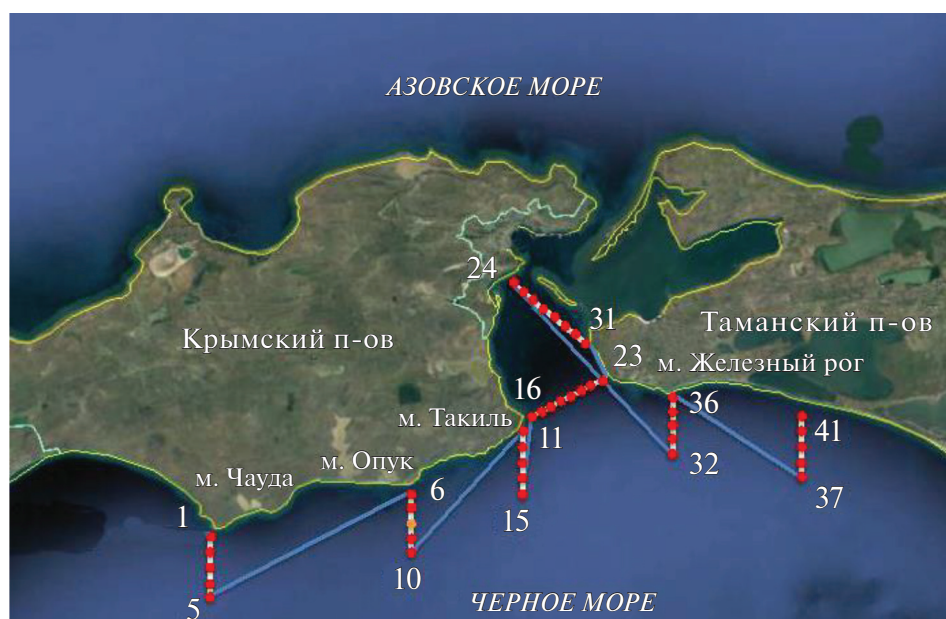 АЗОВСКОЕ МОРЕ
24
31
Крымский п-ов
Таманский п-ов
23
м. Железный рог
16
36
м. Такиль
11
41
м. Опук
32
м. Чауда
6
37
1
15
10
5
ЧЕРНОЕ МОРЕ